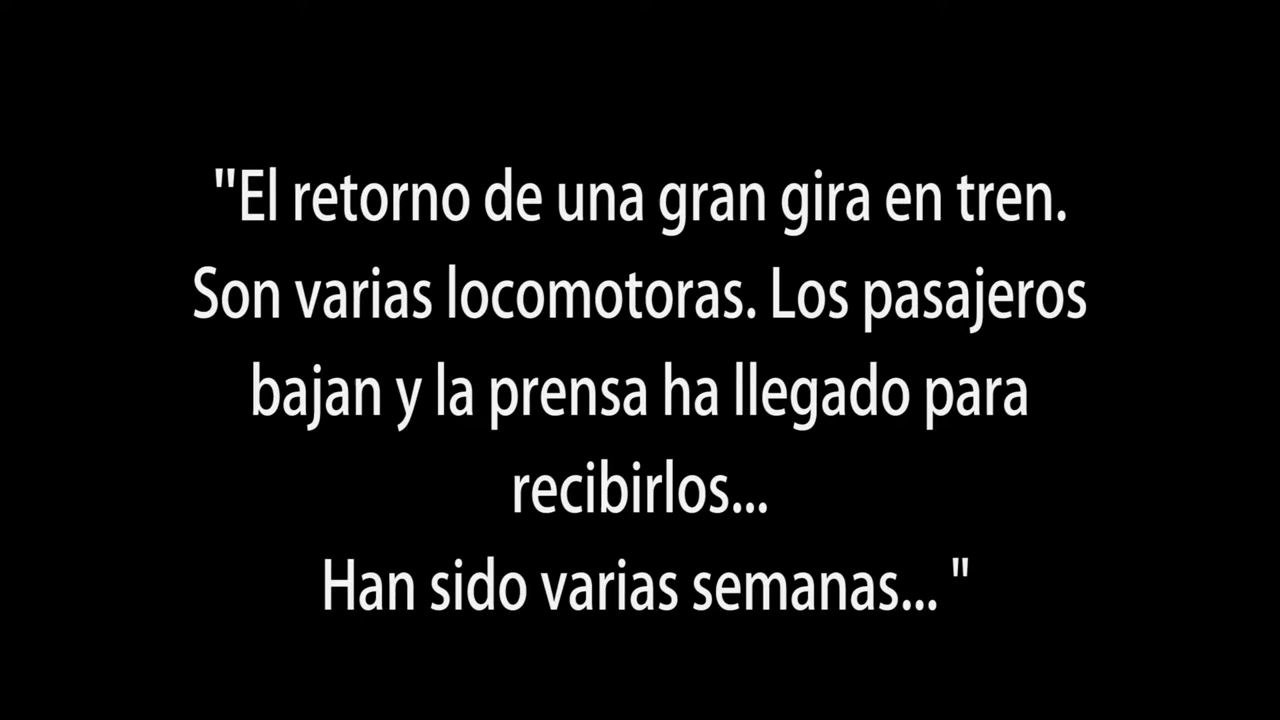 "El retorno de una gran gira en tren.
Son varias locomotoras. Los pasajeros
bajan y la prensa ha llegado para
recibirlos...
Han sido varias semanas... "